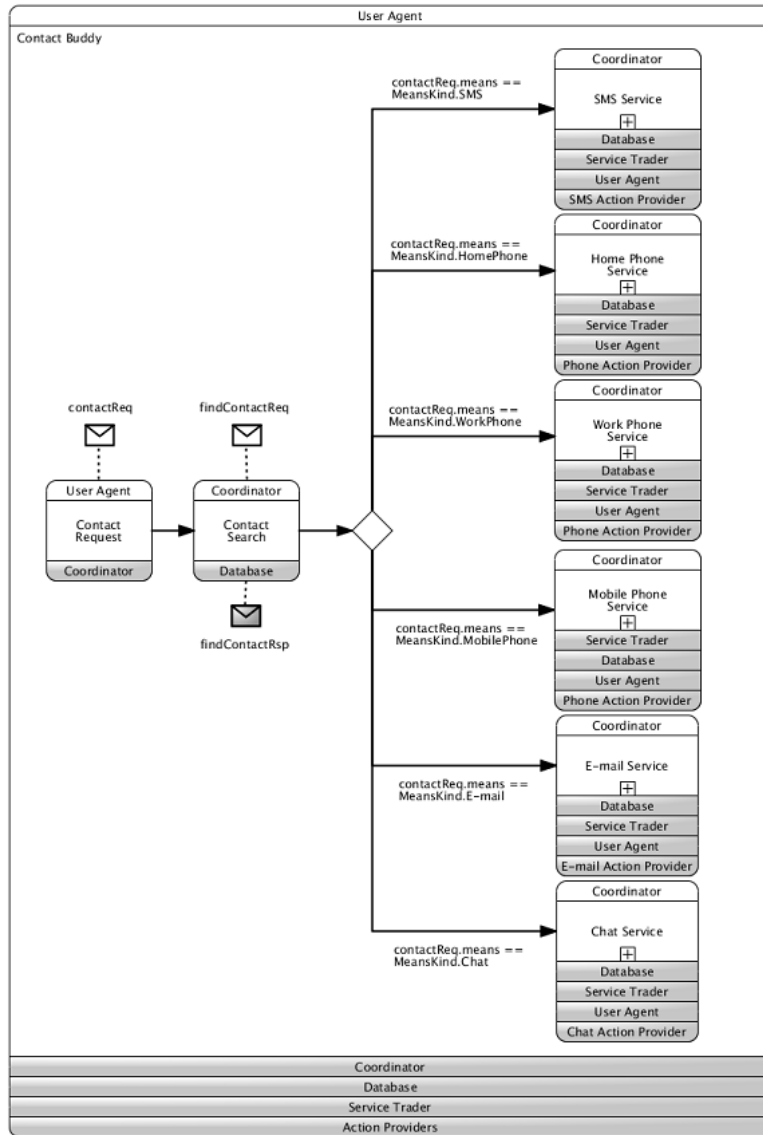 User Agent
Contact Buddy
contactReq
User Agent
Contact
Request
Coordinator
findContactReq
Coordinator
Contact
Search
Database
findContactRsp
contactReq.means ==
MeansKind.SMS
Coordinator
SMS Service
Database
Service Trader
User Agent
SMS Action Provider
contactReq.means ==
MeansKind.HomePhone
Coordinator
Home Phone
Service
Database
Service Trader
User Agent
Phone Action Provider
contactReq.means ==
MeansKind.WorkPhone
Coordinator
Work Phone
Service
Database
Service Trader
User Agent
Phone Action Provider
contactReq.means ==
MeansKind.MobilePhone
Coordinator
Mobile Phone
Service
Service Trader
Database
User Agent
Phone Action Provider
contactReq.means ==
MeansKind.E-mail
Coordinator
E-mail Service
Database
Service Trader
User Agent
E-mail Action Provider
contactReq.means ==
MeansKind.Chat
Coordinator
Chat Service
Database
Service Trader
User Agent
Chat Action Provider
Coordinator
Database
Service Trader
Action Providers